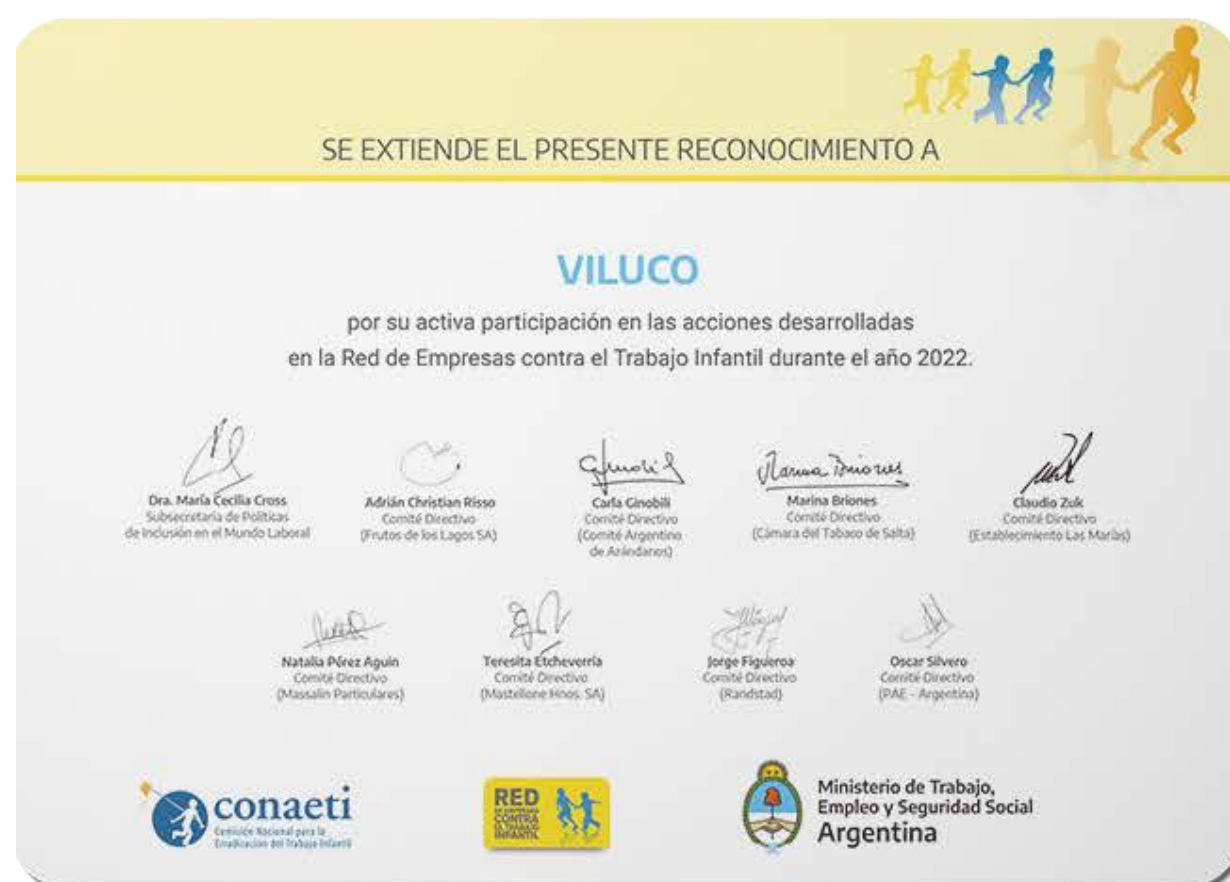 SE EXTIENDE EL PRESENTE RECONOCIMIENTO A
VILUCO
por su activa participación en las acciones desarrolladas
en la Red de Empresas contra el Trabajo Infantil durante el año 2022.
Dra. María Cecilia Cross
Subsecretaria de Políticas
de Inclusión en el Mundo Laboral
Adrián Christian Risso
Comité Directivo
(Frutos de los Lagos SA)
Carla Ginobili
Comité Directivo
(Comité Argentino
de Arándanos)
Marina Briones
Comité Directivo
(Cámara del Tabaco de Salta)
Claudio Zuk
Comité Directivo
(Establecimiento Las Marías)
Natalia Pérez Aguin
Comité Directivo
(Massalin Particulares)
Teresita Etcheverría
Comité Directivo
(Mastellone Hnos. SA)
Jorge Figueroa
Comité Directivo
(Randstad)
Oscar Silvero
Comité Directivo
(PAE - Argentina)
conaeti
Comisión Nacional para la
Erradicación del Trabajo Infantil
RED
DE EMPRESAS
CONTRA
EL TRABAJO
INFANTIL
Ministerio de Trabajo,
Empleo y Seguridad Social
Argentina